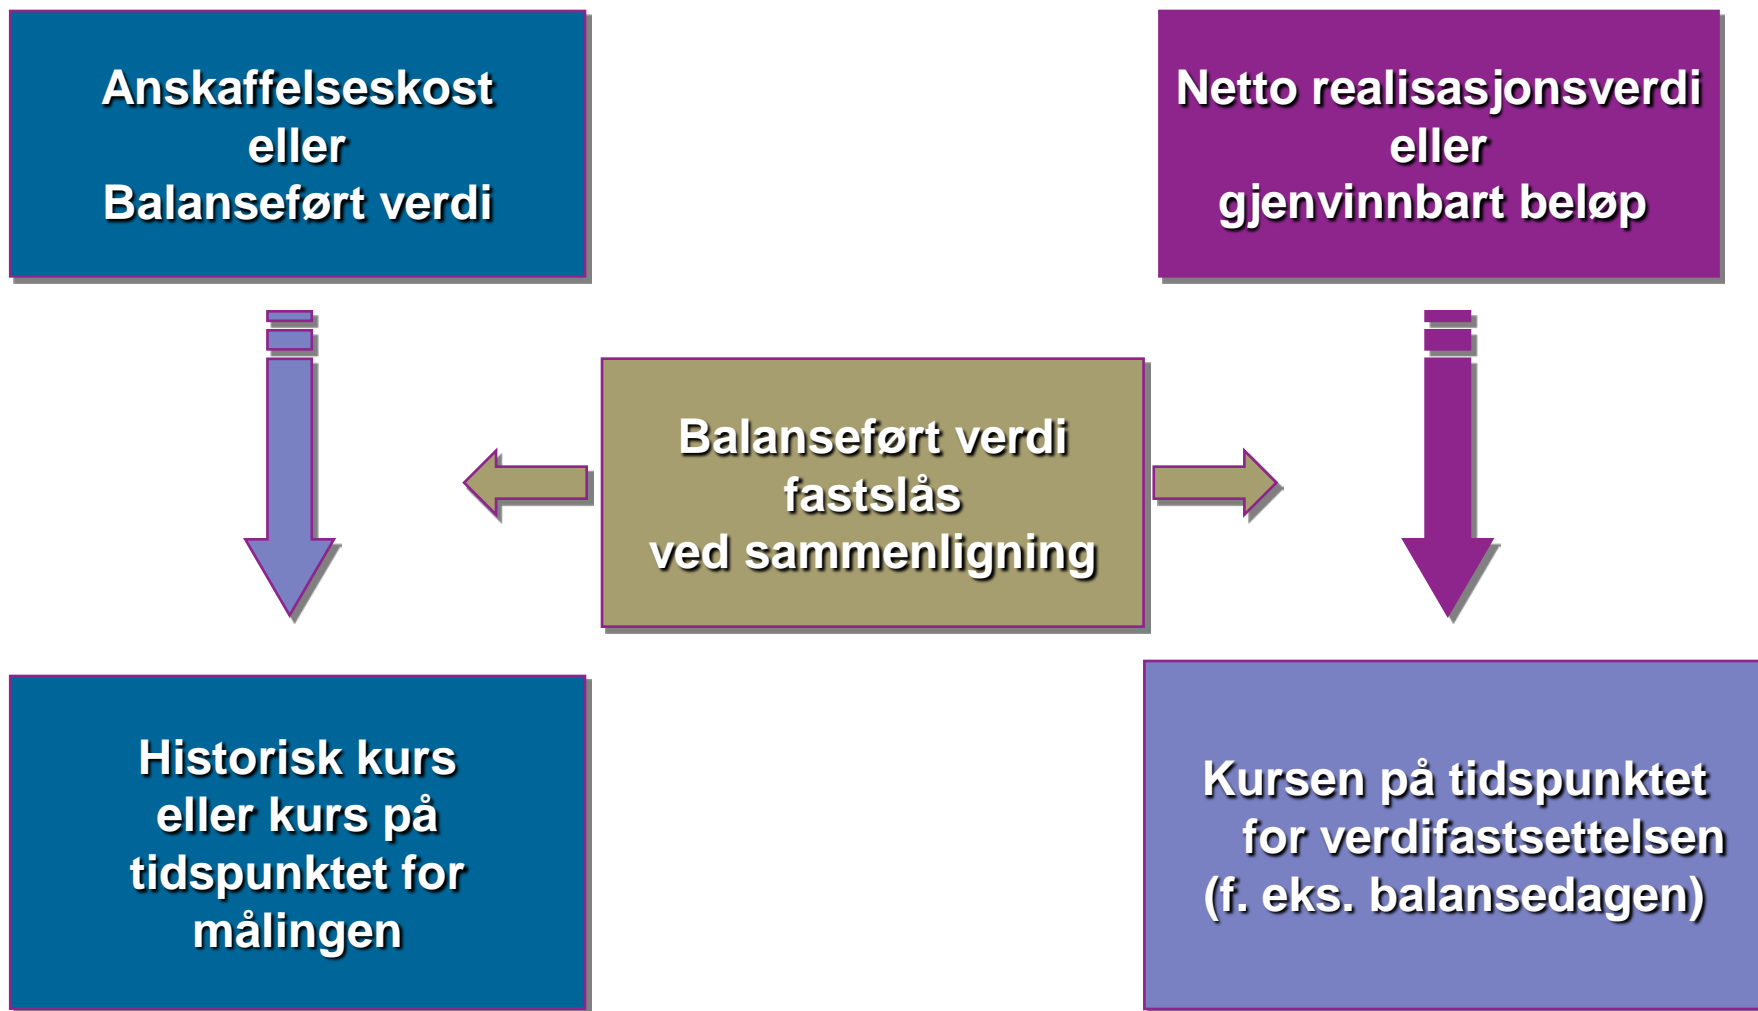 Anskaffelseskost
eller
Balanseført verdi
Netto realisasjonsverdi
eller
gjenvinnbart beløp
Balanseført verdi
fastslås
ved sammenligning
Historisk kurs
eller kurs på
tidspunktet for
målingen
Kursen på tidspunktet
for verdifastsettelsen
(f. eks. balansedagen)